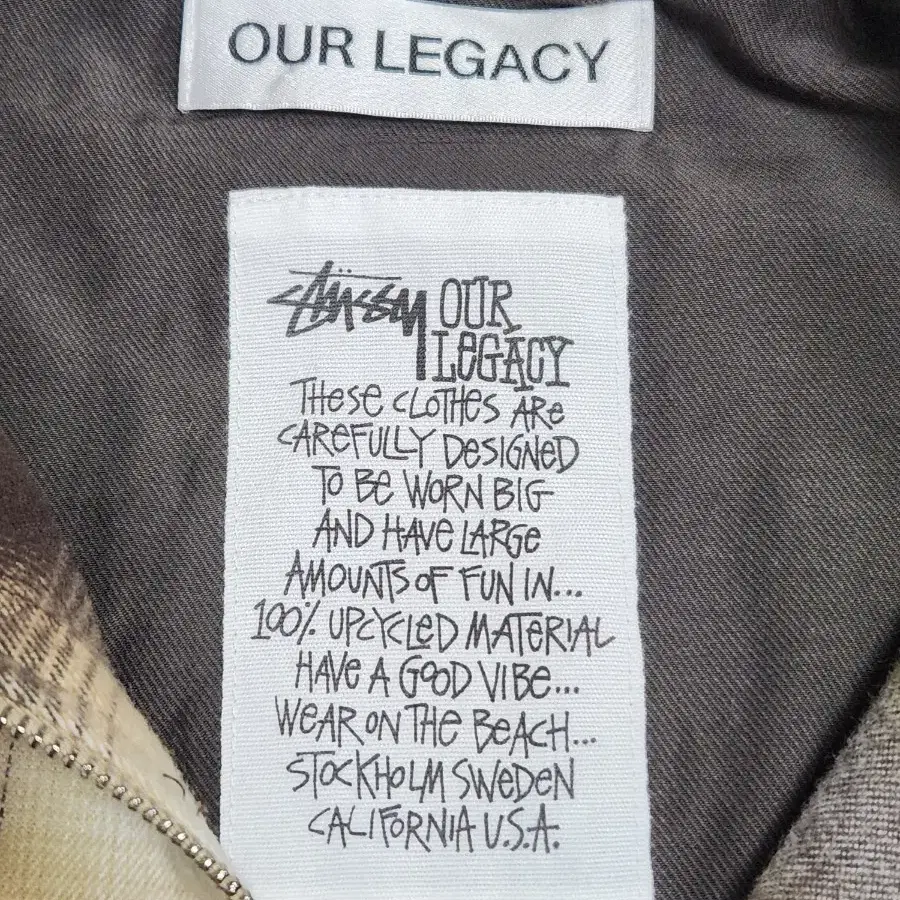 OUR LEGACY
STÜSSY OUR
LEGACY
THESE CLOTHES ARE
CAREFULLY DESIGNED
TO BE WORN BIG
AND HAVE LARGE
AMOUNTS OF FUN IN...
100% UPCYCLED MATERIAL
HAVE A GOOD VIBE...
WEAR ON THE BEACH...
STOCKHOLM SWEDEN
CALIFORNIA U.S.A.